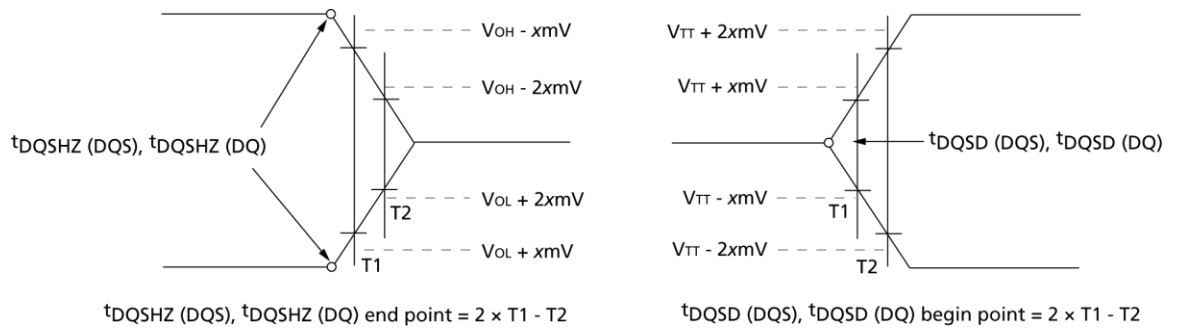 VOH - xmV
VOH - 2xmV
tDQSHZ (DQS), tDQSHZ (DQ)
VOL + 2xmV
T2
VOL + xmV
T1
tDQSHZ (DQS), tDQSHZ (DQ) end point = 2 × T1 - T2
VTT + 2xmV
VTT + xmV
tDQSD (DQS), tDQSD (DQ)
VTT - xmV
T1
VTT - 2xmV
T2
tDQSD (DQS), tDQSD (DQ) begin point = 2 × T1 - T2